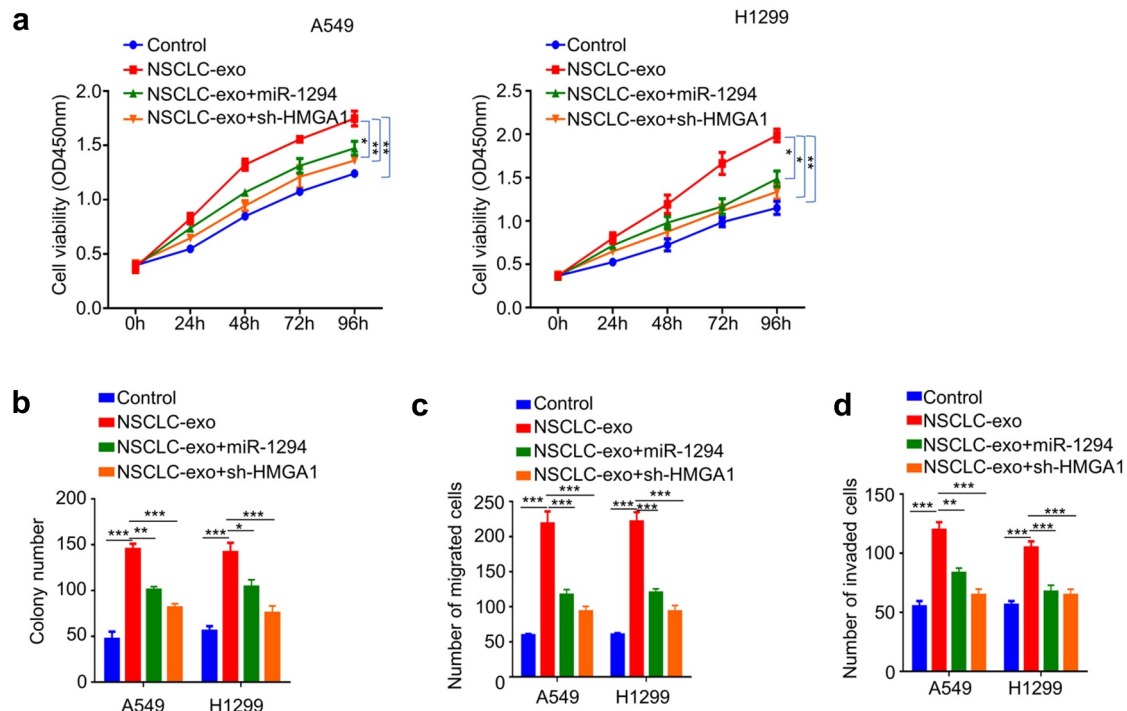 a
A549
Control
NSCLC-exo
NSCLC-exo+miR-1294
NSCLC-exo+sh-HMGA1
Cell viability (OD450nm)
2.0
1.5
1.0
0.5
0.0
0h 24h 48h 72h 96h
*
**
**
H1299
Control
NSCLC-exo
NSCLC-exo+miR-1294
NSCLC-exo+sh-HMGA1
Cell viability (OD450nm)
2.5
2.0
1.5
1.0
0.5
0.0
0h 24h 48h 72h 96h
*
*
**
b
Control
NSCLC-exo
NSCLC-exo+miR-1294
NSCLC-exo+sh-HMGA1
Colony number
200
150
100
50
0
***
*** **
***
*** *
A549 H1299
c
Control
NSCLC-exo
NSCLC-exo+miR-1294
NSCLC-exo+sh-HMGA1
Number of migrated cells
250
200
150
100
50
0
***
*** ***
***
*** ***
A549 H1299
d
Control
NSCLC-exo
NSCLC-exo+miR-1294
NSCLC-exo+sh-HMGA1
Number of invaded cells
150
100
50
0
***
*** **
***
*** ***
A549 H1299